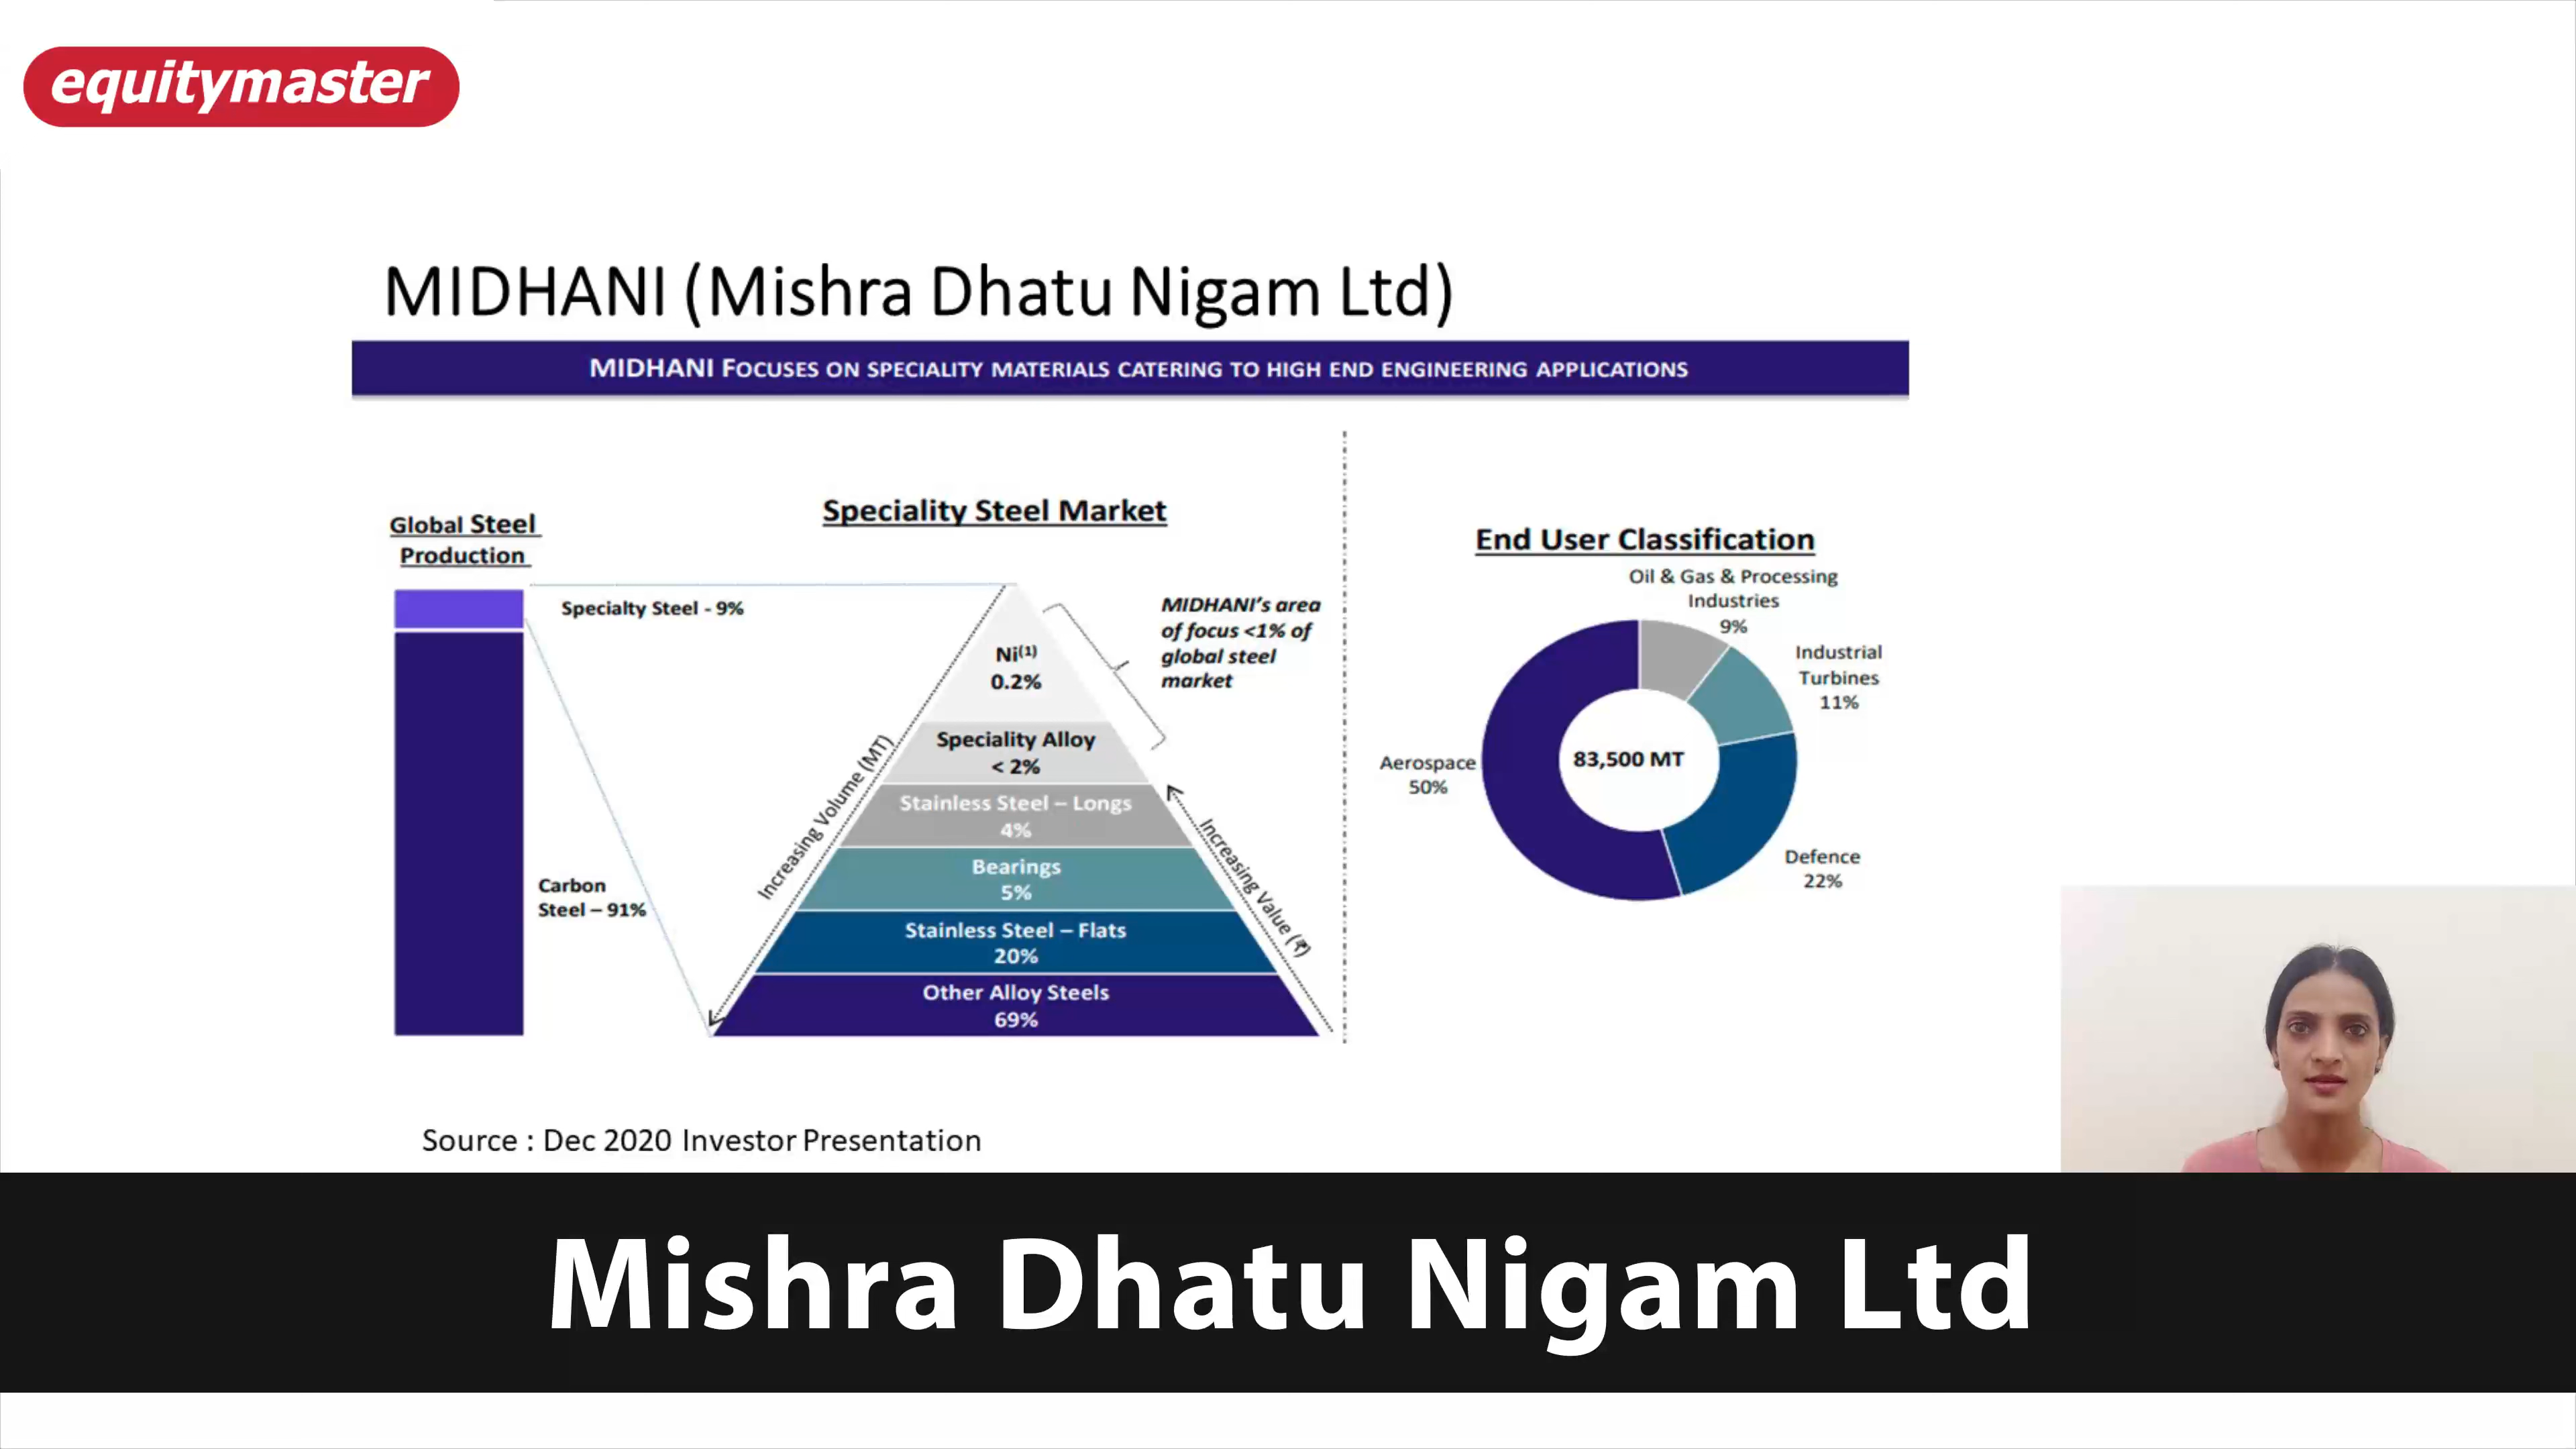 equitymaster
MIDHANI (Mishra Dhatu Nigam Ltd)
MIDHANI FOCUSES ON SPECIALITY MATERIALS CATERING TO HIGH END ENGINEERING APPLICATIONS
Global Steel
Production
Specialty Steel - 9%
Carbon
Steel – 91%
Speciality Steel Market
Increasing Volume (MT)
Ni(1)
0.2%
Speciality Alloy
< 2%
Stainless Steel – Longs
4%
Bearings
5%
Stainless Steel – Flats
20%
Other Alloy Steels
69%
MIDHANI's area
of focus <1% of
global steel
market
Increasing Value (₹)
End User Classification
Oil & Gas & Processing
Industries
9%
Industrial
Turbines
11%
83,500 MT
Aerospace
50%
Defence
22%
Source : Dec 2020 Investor Presentation
Mishra Dhatu Nigam Ltd